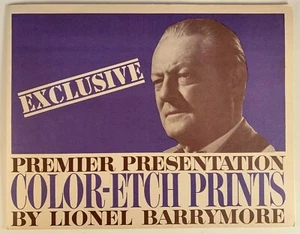 EXCLUSIVE
PREMIER PRESENTATION
COLOR-ETCH PRINTS
BY LIONEL BARRYMORE